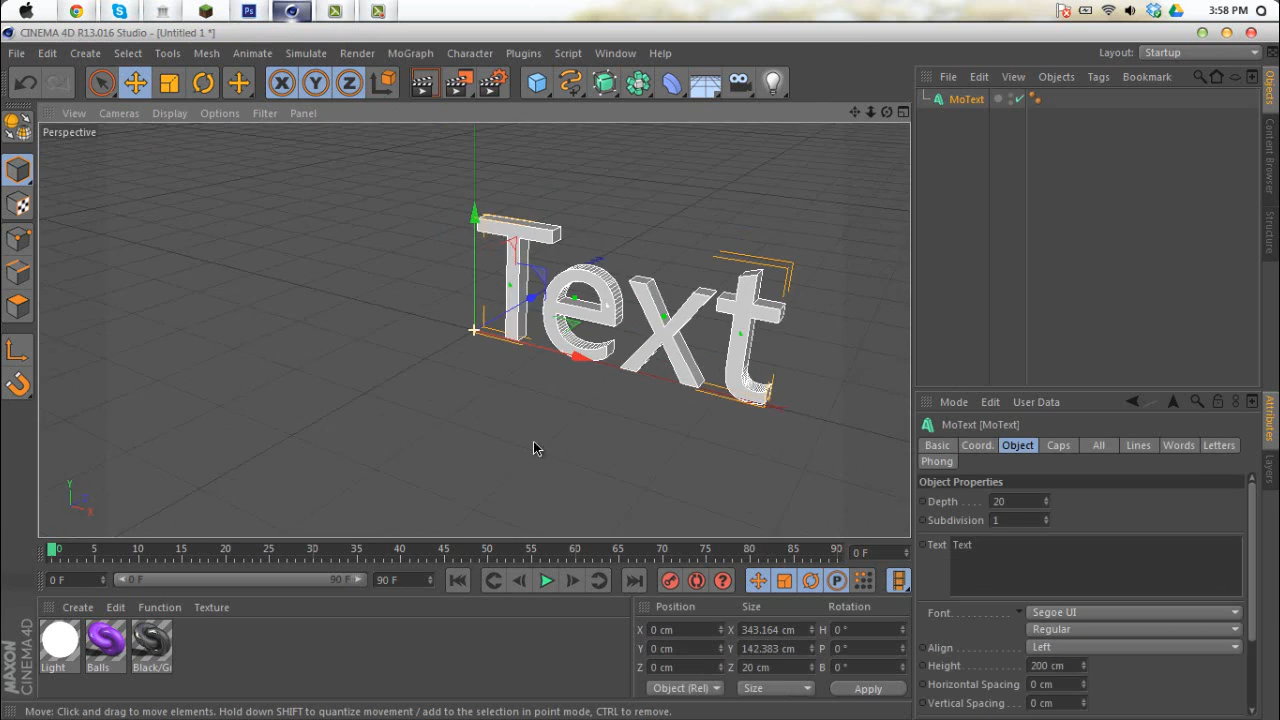 3:58 PM
CINEMA 4D R13.016 Studio - [Untitled 1 *]
File Edit Create Select Tools Mesh Animate Simulate Render MoGraph Character Plugins Script Window Help Layout: Startup
X Y Z
File Edit View Objects Tags Bookmark
MoText
View Cameras Display Options Filter Panel
Perspective
Text
Y
X
Objects
Content Browser
Structure
Mode Edit User Data
MoText [MoText]
Basic Coord. Object Caps All Lines Words Letters
Phong
Object Properties
Depth . . . . 20
Subdivision 1
Text Text
Font. Segoe UI
Regular
Align Left
Height 200 cm
Horizontal Spacing 0 cm
Vertical Spacing 0 cm
Attributes
Layers
0 5 10 15 20 25 30 35 40 45 50 55 60 65 70 75 80 85 90 0 F
0 F 0 F 90 F 90 F
P
Create Edit Function Texture
Light Balls Black/Gr
Position Size Rotation
X 0 cm X 343.164 cm H 0 °
Y 0 cm Y 142.383 cm P 0 °
Z 0 cm Z 20 cm B 0 °
Object (Rel) Size Apply
MAXON CINEMA4D
Move: Click and drag to move elements. Hold down SHIFT to quantize movement / add to the selection in point mode, CTRL to remove.